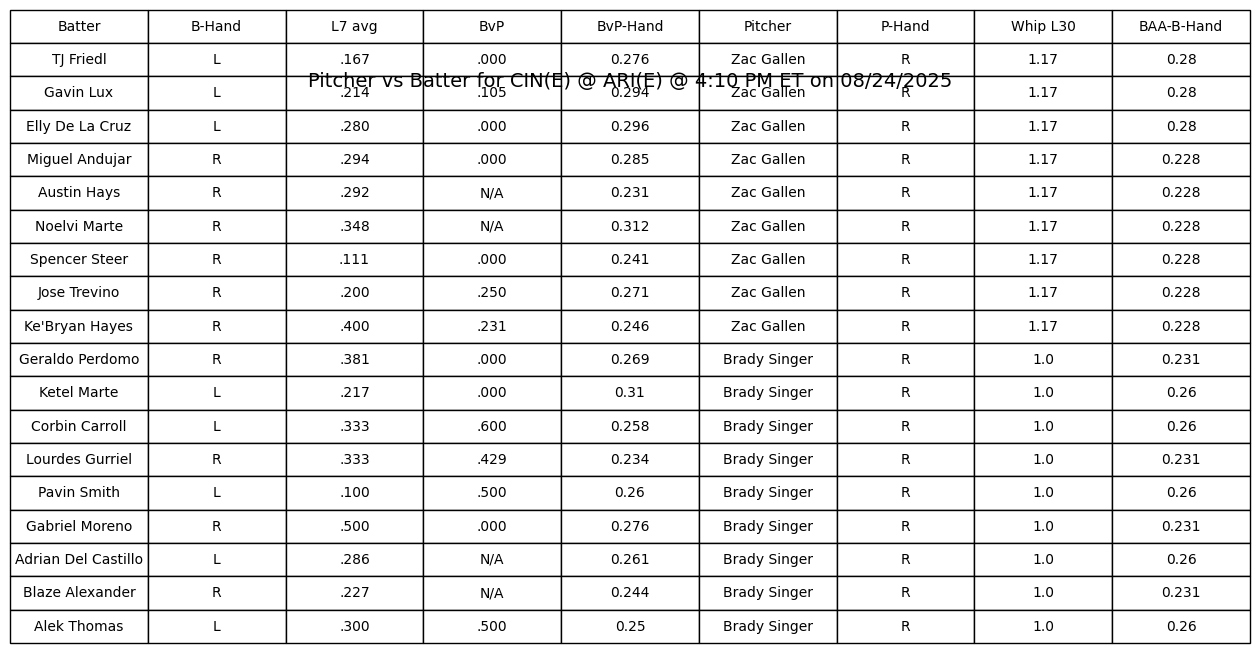 Batter B-Hand L7 avg BvP BvP-Hand Pitcher P-Hand Whip L30 BAA-B-Hand
TJ Friedl L .167 .000 0.276 Zac Gallen R 1.17 0.28
Pitcher vs Batter for CIN(E) @ ARI(E) @ 4:10 PM ET on 08/24/2025
Gavin Lux L .214 .105 0.294 Zac Gallen R 1.17 0.28
Elly De La Cruz L .280 .000 0.296 Zac Gallen R 1.17 0.28
Miguel Andujar R .294 .000 0.285 Zac Gallen R 1.17 0.228
Austin Hays R .292 N/A 0.231 Zac Gallen R 1.17 0.228
Noelvi Marte R .348 N/A 0.312 Zac Gallen R 1.17 0.228
Spencer Steer R .111 .000 0.241 Zac Gallen R 1.17 0.228
Jose Trevino R .200 .250 0.271 Zac Gallen R 1.17 0.228
Ke'Bryan Hayes R .400 .231 0.246 Zac Gallen R 1.17 0.228
Geraldo Perdomo R .381 .000 0.269 Brady Singer R 1.0 0.231
Ketel Marte L .217 .000 0.31 Brady Singer R 1.0 0.26
Corbin Carroll L .333 .600 0.258 Brady Singer R 1.0 0.26
Lourdes Gurriel R .333 .429 0.234 Brady Singer R 1.0 0.231
Pavin Smith L .100 .500 0.26 Brady Singer R 1.0 0.26
Gabriel Moreno R .500 .000 0.276 Brady Singer R 1.0 0.231
Adrian Del Castillo L .286 N/A 0.261 Brady Singer R 1.0 0.26
Blaze Alexander R .227 N/A 0.244 Brady Singer R 1.0 0.231
Alek Thomas L .300 .500 0.25 Brady Singer R 1.0 0.26